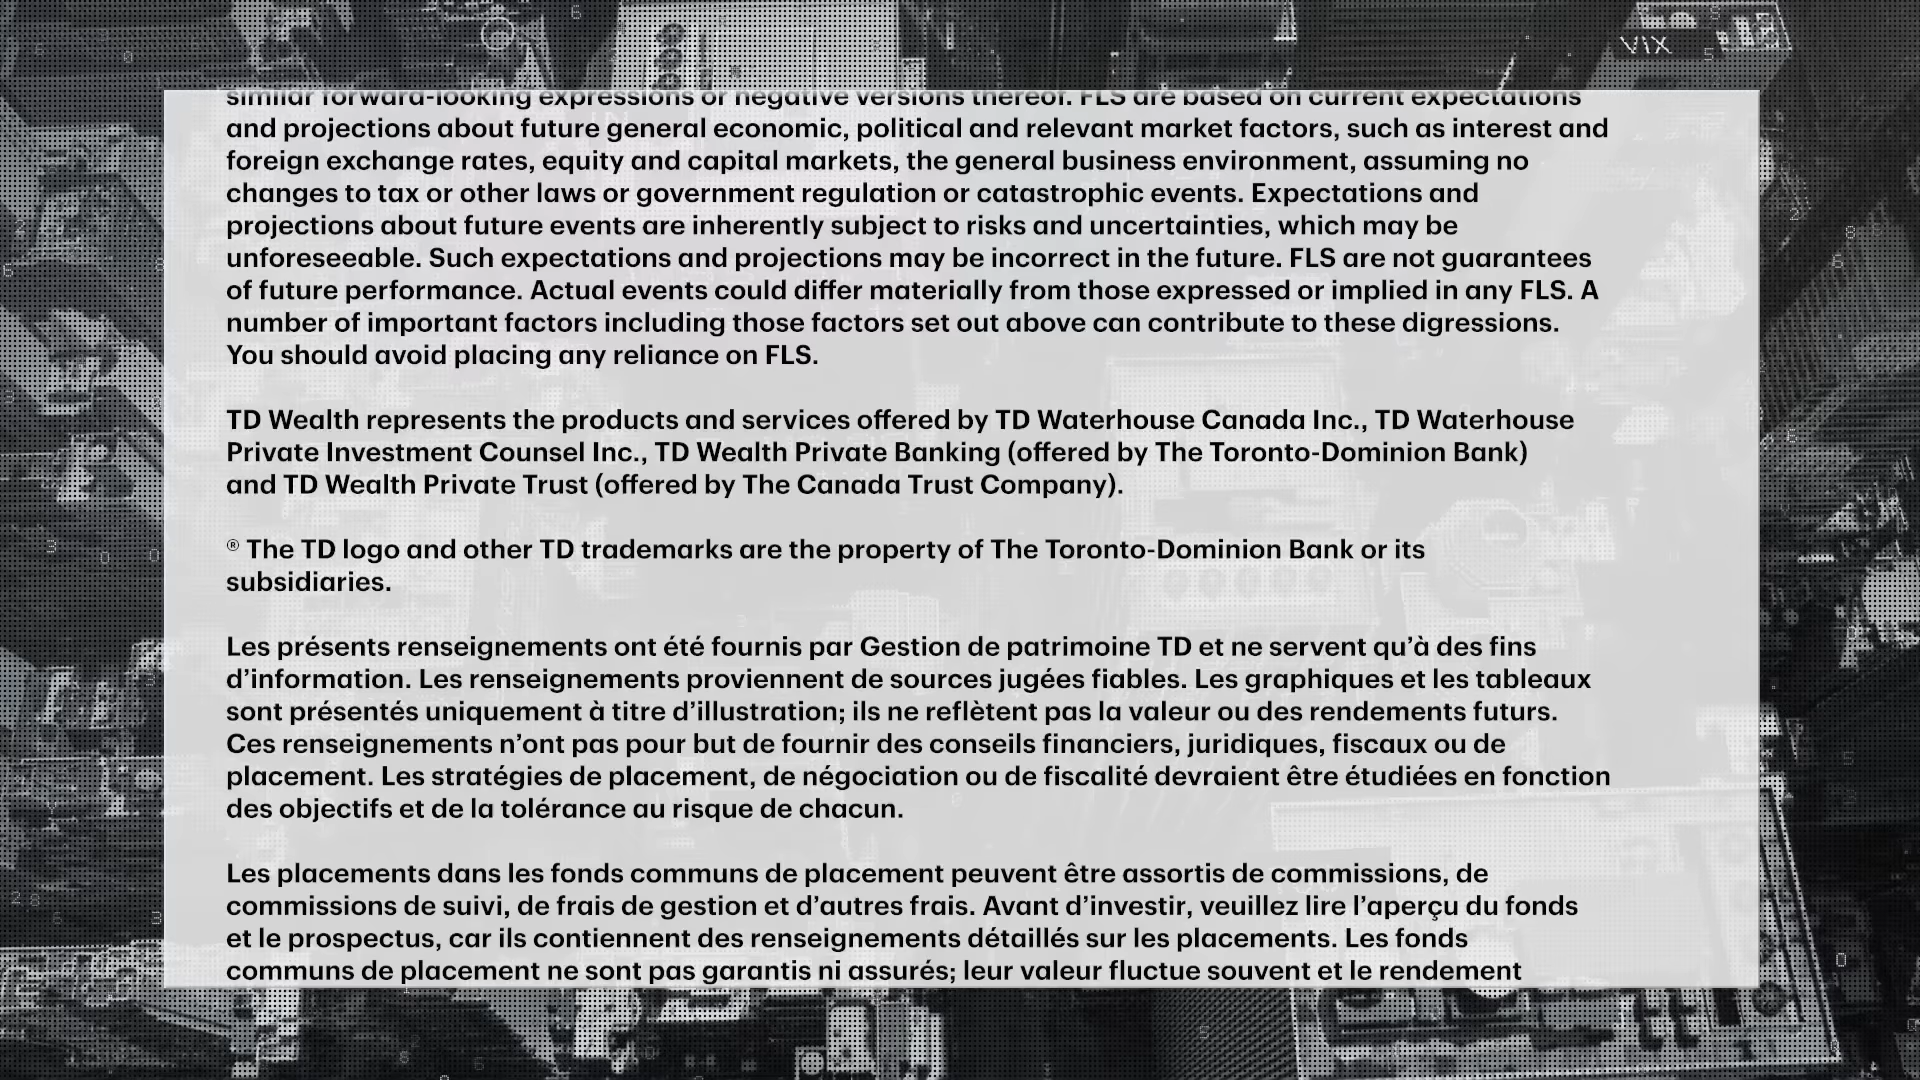 VIX
similar forward-looking expressions or negative versions thereof. FLS are based on current expectations
and projections about future general economic, political and relevant market factors, such as interest and
foreign exchange rates, equity and capital markets, the general business environment, assuming no
changes to tax or other laws or government regulation or catastrophic events. Expectations and
projections about future events are inherently subject to risks and uncertainties, which may be
unforeseeable. Such expectations and projections may be incorrect in the future. FLS are not guarantees
of future performance. Actual events could differ materially from those expressed or implied in any FLS. A
number of important factors including those factors set out above can contribute to these digressions.
You should avoid placing any reliance on FLS.
TD Wealth represents the products and services offered by TD Waterhouse Canada Inc., TD Waterhouse
Private Investment Counsel Inc., TD Wealth Private Banking (offered by The Toronto-Dominion Bank)
and TD Wealth Private Trust (offered by The Canada Trust Company).
® The TD logo and other TD trademarks are the property of The Toronto-Dominion Bank or its
subsidiaries.
Les présents renseignements ont été fournis par Gestion de patrimoine TD et ne servent qu’à des fins
d’information. Les renseignements proviennent de sources jugées fiables. Les graphiques et les tableaux
sont présentés uniquement à titre d’illustration; ils ne reflètent pas la valeur ou des rendements futurs.
Ces renseignements n’ont pas pour but de fournir des conseils financiers, juridiques, fiscaux ou de
placement. Les stratégies de placement, de négociation ou de fiscalité devraient être étudiées en fonction
des objectifs et de la tolérance au risque de chacun.
Les placements dans les fonds communs de placement peuvent être assortis de commissions, de
commissions de suivi, de frais de gestion et d’autres frais. Avant d’investir, veuillez lire l’aperçu du fonds
et le prospectus, car ils contiennent des renseignements détaillés sur les placements. Les fonds
communs de placement ne sont pas garantis ni assurés; leur valeur fluctue souvent et le rendement